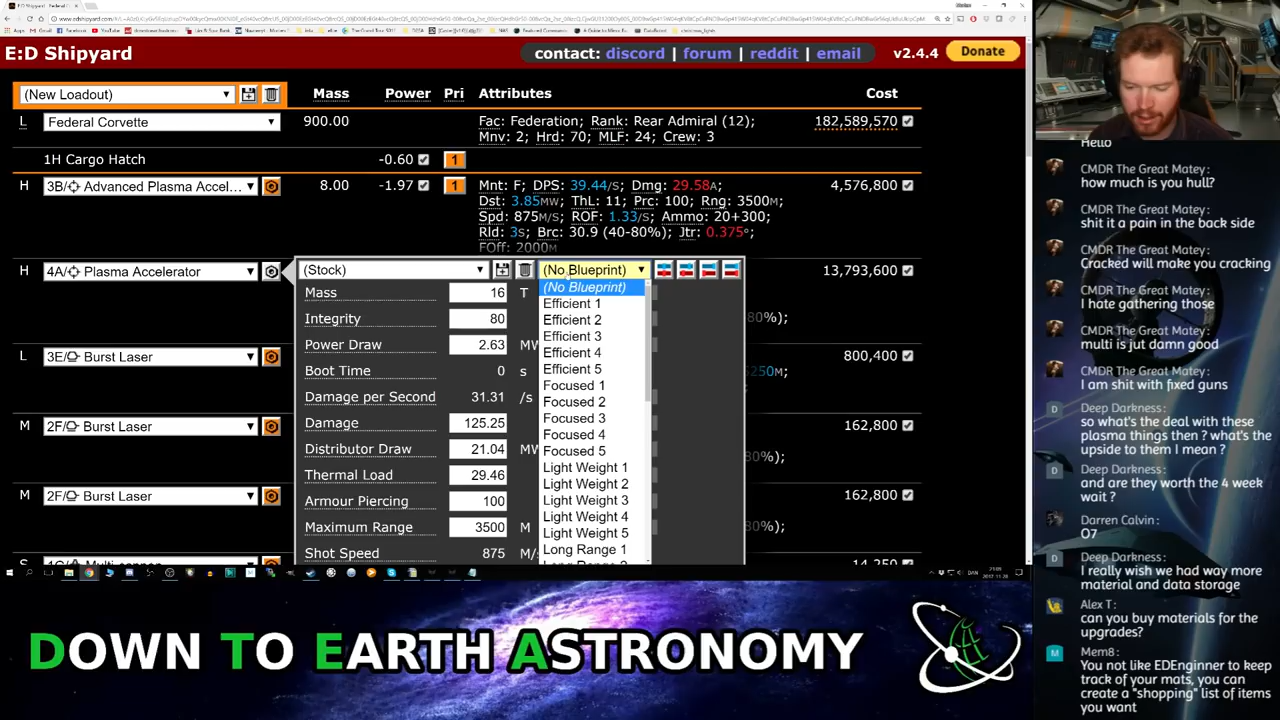 E:D Shipyard Federal C
E:D Shipyard
contact: discord | forum | reddit | email
v2.4.4
Donate
(New Loadout)
Mass
Power
Pri
Attributes
Cost
L
Federal Corvette
900.00
Fac: Federation; Rank: Rear Admiral (12);
Mnv: 2; Hrd: 70; MLF: 24; Crew: 3
182,589,570
1H Cargo Hatch
-0.60
1
H
3B/ Advanced Plasma Accel...
8.00
-1.97
1
Mnt: F; DPS: 39.44/S; Dmg: 29.58A;
Dst: 3.85MW; ThL: 11; Prc: 100; Rng: 3500M;
Spd: 875M/S; ROF: 1.33/S; Ammo: 20+300;
Rld: 3S; Brc: 30.9 (40-80%); Jtr: 0.375°;
FOff: 2000M
4,576,800
H
4A/ Plasma Accelerator
(Stock)
(No Blueprint)
13,793,600
(No Blueprint)
Mass
16
T
Efficient 1
Integrity
80
Efficient 2
80%);
Efficient 3
Power Draw
2.63
MW
Efficient 4
L
3E/ Burst Laser
Boot Time
0
s
Efficient 5
250M;
800,400
Focused 1
Damage per Second
31.31
/s
Focused 2
Damage
125.25
Focused 3
M
2F/ Burst Laser
162,800
Focused 4
Distributor Draw
21.04
MW
Focused 5
80%);
Light Weight 1
Thermal Load
29.46
Light Weight 2
M
2F/ Burst Laser
Armour Piercing
100
Light Weight 3
162,800
Light Weight 4
Maximum Range
3500
M
Light Weight 5
80%);
Shot Speed
875
M/s
Long Range 1
21:09
DAN
2017-11-28
DOWN TO EARTH ASTRONOMY
Hello
CMDR The Great Matey:
how much is you hull?
CMDR The Great Matey:
shit it a pein in the back side
CMDR The Great Matey:
Cracked will make you cracking
CMDR The Great Matey:
I hate gathering those
CMDR The Great Matey:
multi is jut damn good
CMDR The Great Matey:
I am shit with fixed guns
D
Deep Darkness:
so what's the deal with these
plasma things then ? what's the
upside to them I mean ?
D
Deep Darkness:
and are they worth the 4 week
wait ?
Darren Calvin:
O7
D
Deep Darkness:
I really wish we had way more
material and data storage
Alex T:
can you buy materials for the
upgrades?
M
Mem8:
You not like EDEnginner to keep
track of your mats, you can
create a "shopping" list of items
you want